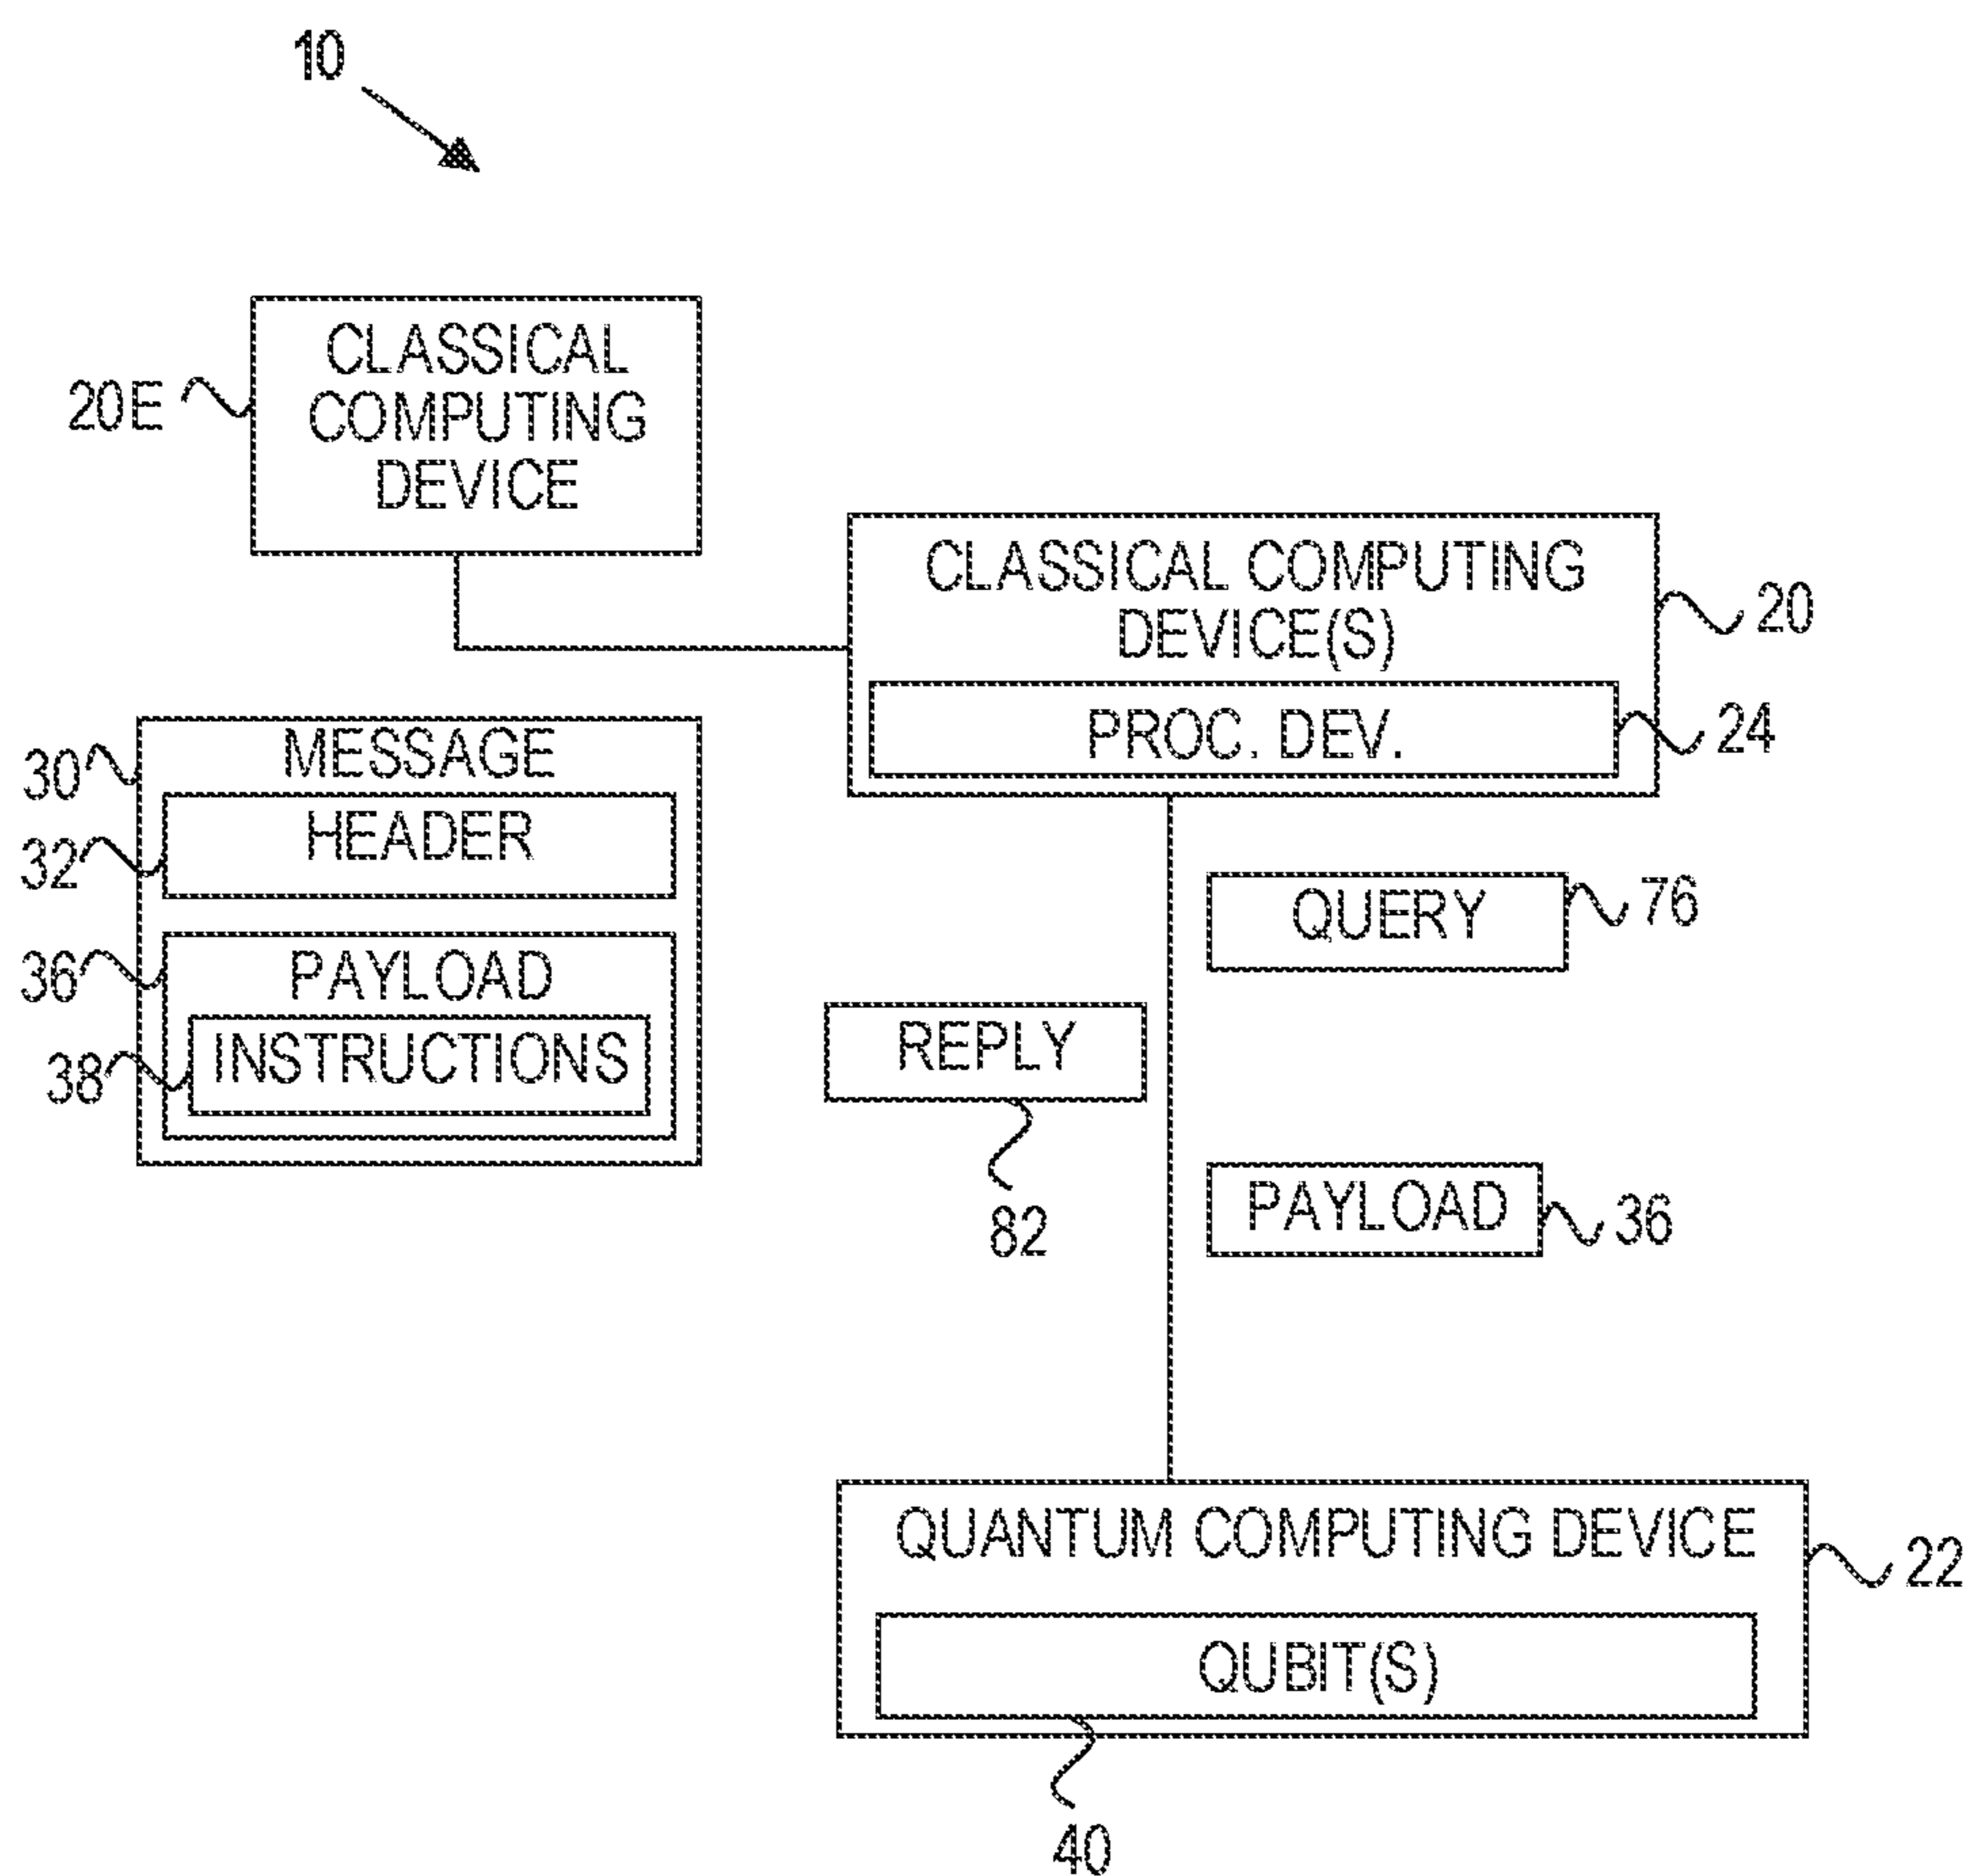 10
CLASSICAL
COMPUTING
DEVICE
20E
CLASSICAL COMPUTING
DEVICE(S)
20
PROC. DEV.
24
MESSAGE
30
HEADER
32
PAYLOAD
36
INSTRUCTIONS
38
QUERY
76
REPLY
82
PAYLOAD
36
QUANTUM COMPUTING DEVICE
22
QUBIT(S)
40